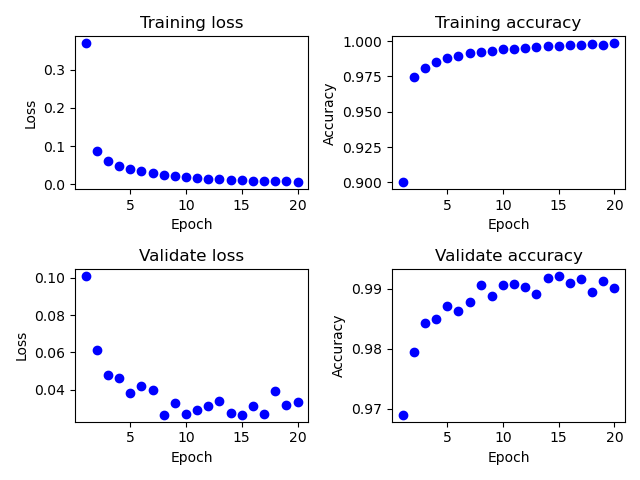 Training loss
Loss
0.3
0.2
0.1
0.0
5
10
15
20
Epoch
Training accuracy
Accuracy
1.000
0.975
0.950
0.925
0.900
5
10
15
20
Epoch
Validate loss
Loss
0.10
0.08
0.06
0.04
5
10
15
20
Epoch
Validate accuracy
Accuracy
0.99
0.98
0.97
5
10
15
20
Epoch